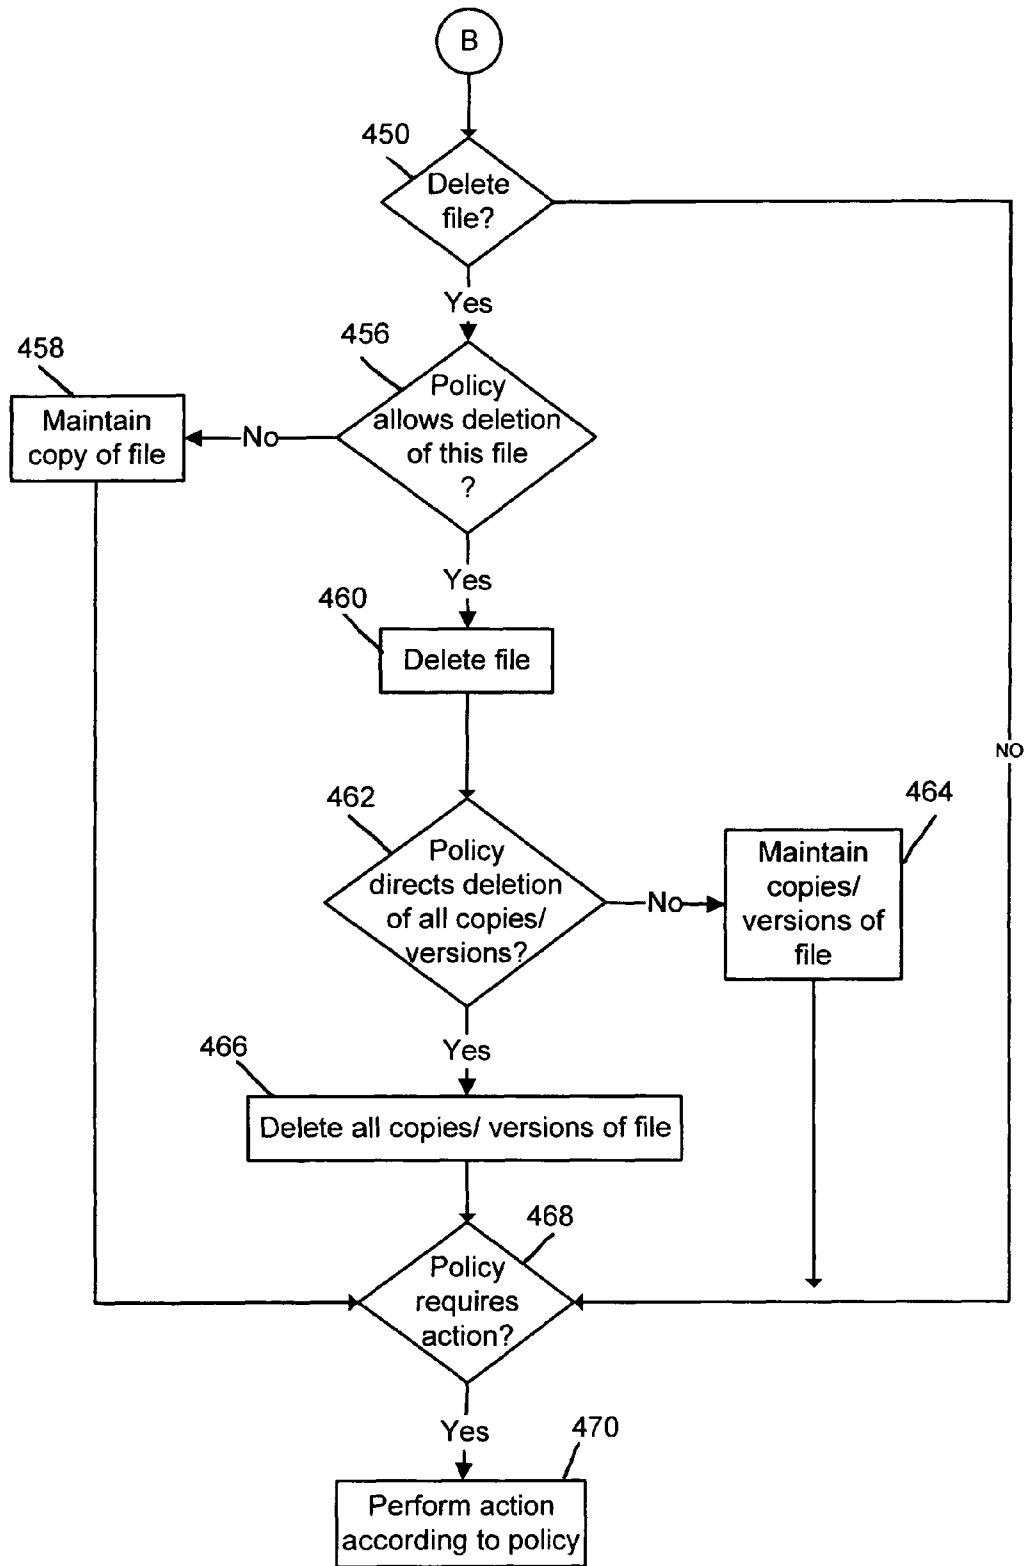 B
450
Delete
file?
Yes
456
Policy
allows deletion
of this file
?
458
Maintain
copy of file
No
Yes
460
Delete file
NO
462
Policy
directs deletion
of all copies/
versions?
No
464
Maintain
copies/
versions of
file
Yes
466
Delete all copies/ versions of file
468
Policy
requires
action?
Yes
470
Perform action
according to policy